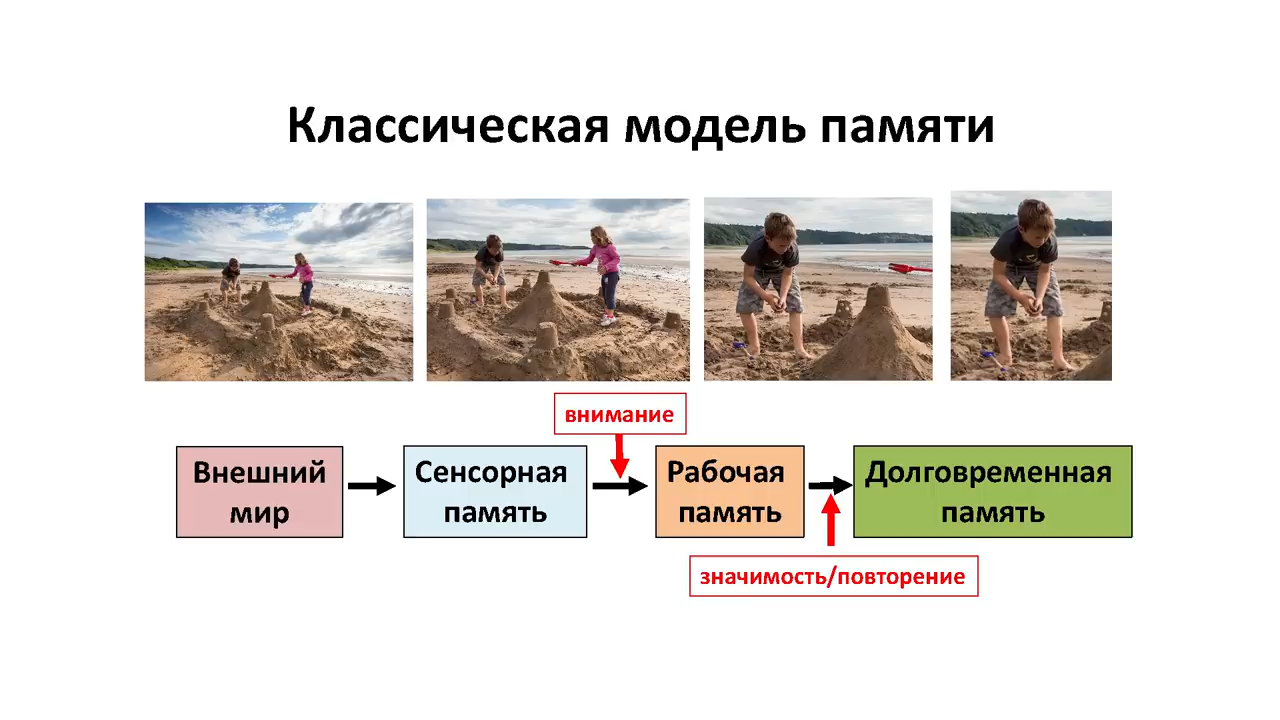 Классическая модель памяти
внимание
Внешний
мир
Сенсорная
память
Рабочая
память
Долговременная
память
значимость/повторение